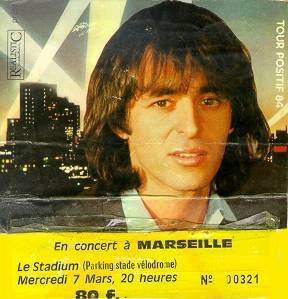 REALISTIC
TOUR POSITIF 84
En concert à MARSEILLE
Le Stadium (Parking stade vélodrome)
Mercredi 7 Mars, 20 heures N° 00321
80 f.